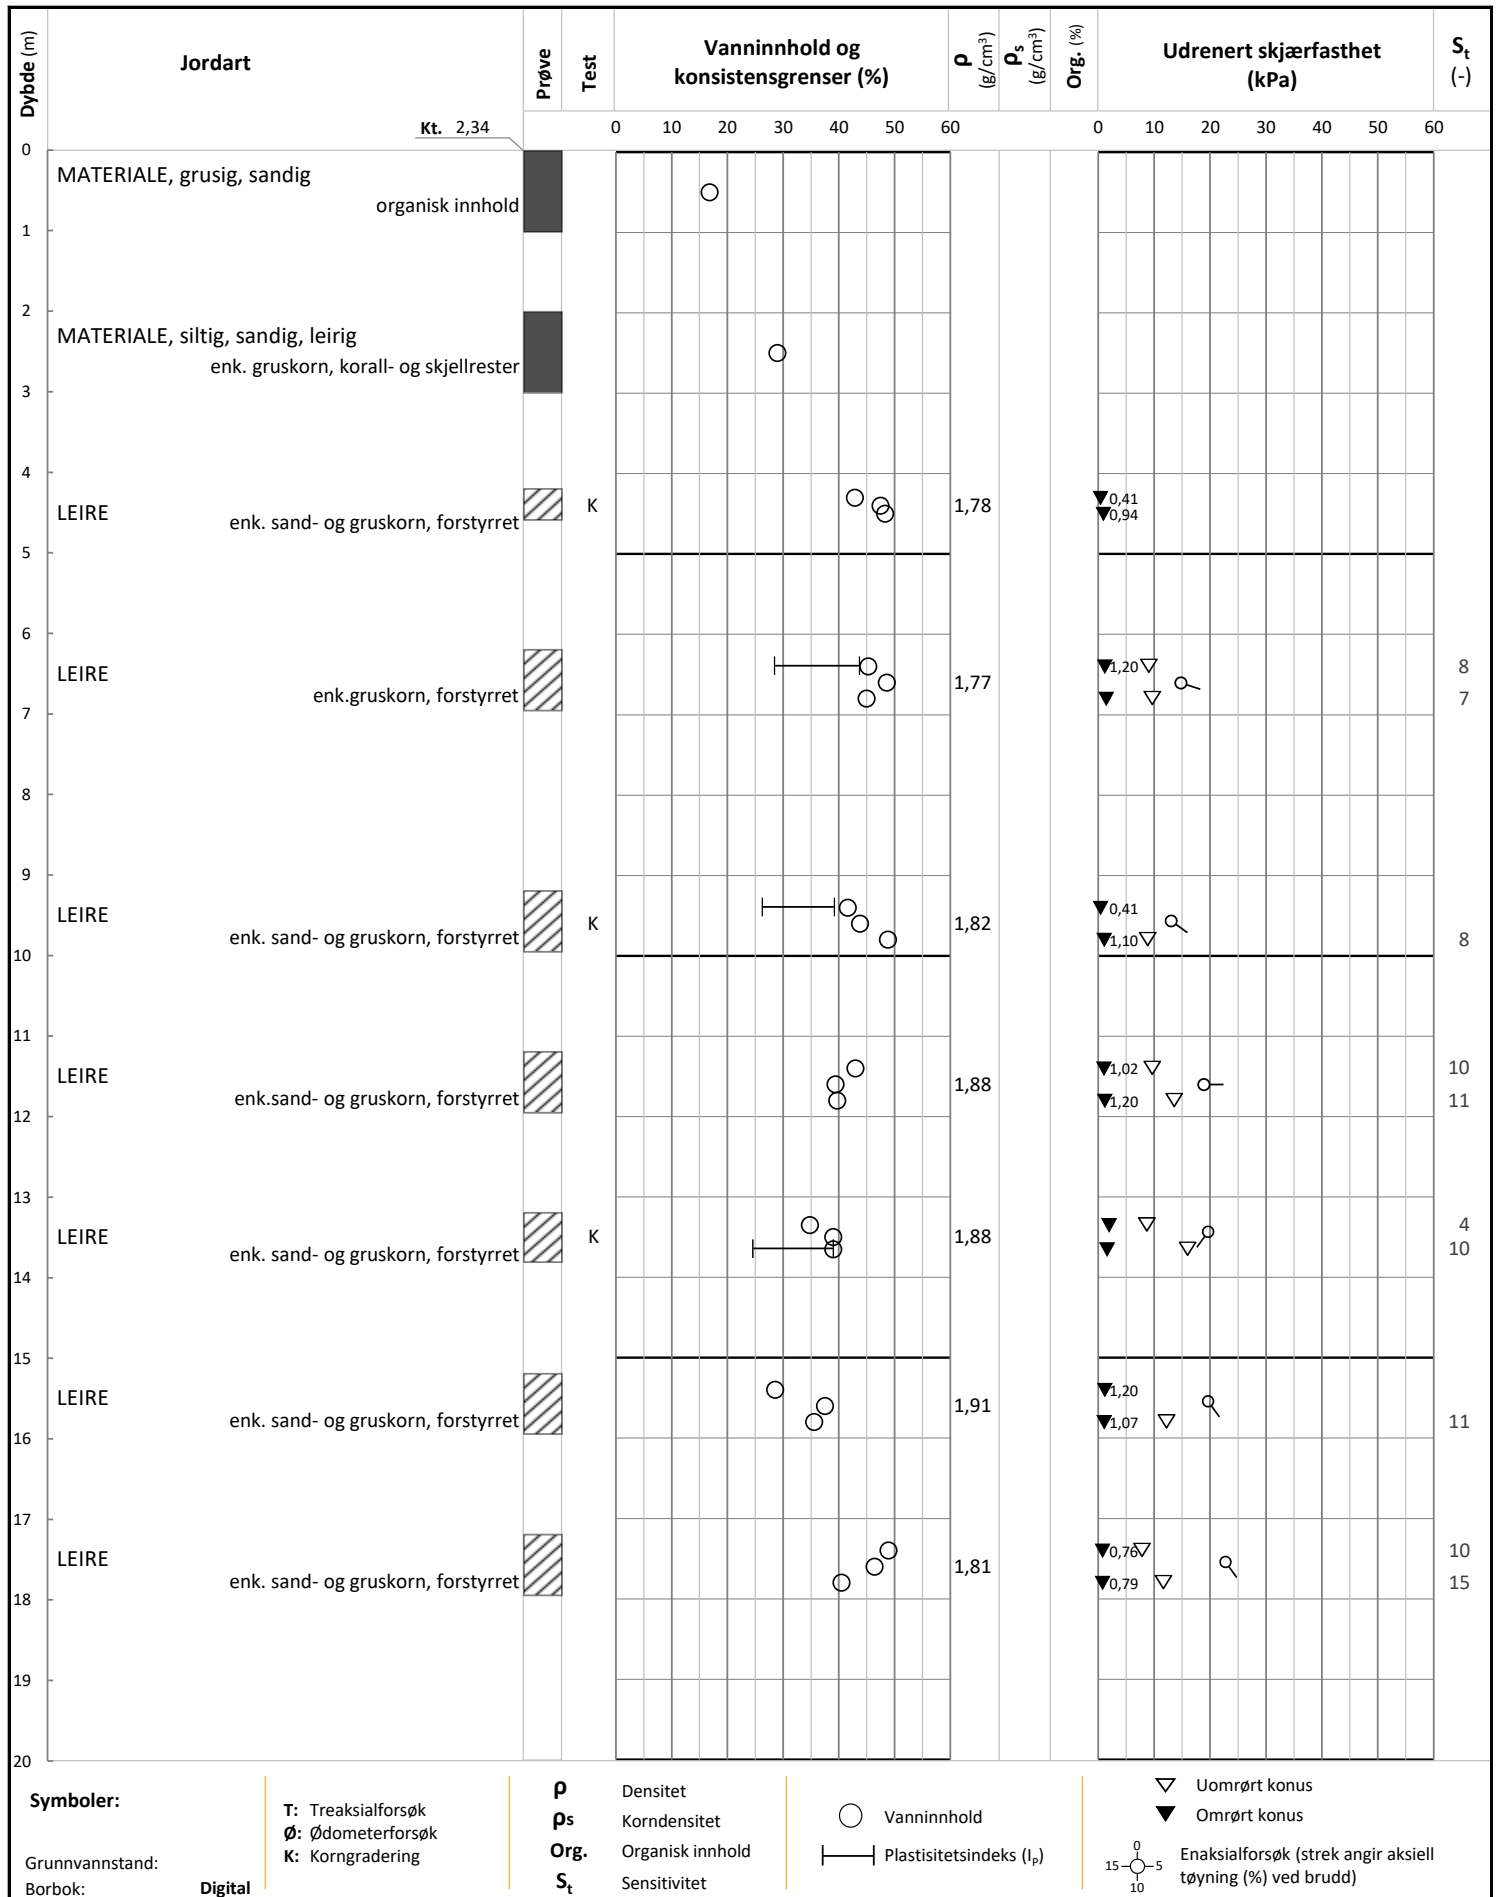 Dybde (m)
Jordart
Prøve
Test
Vanninnhold og
konsistensgrenser (%)
ρ
(g/cm³)
ρs
(g/cm³)
Org. (%)
Udrenert skjærfasthet
(kPa)
St
(-)
Kt. 2,34
0 10 20 30 40 50 60
0 10 20 30 40 50 60
0
MATERIALE, grusig, sandig
organisk innhold
1
2
MATERIALE, siltig, sandig, leirig
enk. gruskorn, korall- og skjellrester
3
4
LEIRE
enk. sand- og gruskorn, forstyrret
K
1,78
0,41
0,94
5
6
LEIRE
enk.gruskorn, forstyrret
1,77
1,20
8
7
7
8
9
LEIRE
enk. sand- og gruskorn, forstyrret
K
1,82
0,41
1,10
8
10
11
LEIRE
enk.sand- og gruskorn, forstyrret
1,88
1,02
1,20
10
11
12
13
LEIRE
enk. sand- og gruskorn, forstyrret
K
1,88
4
10
14
15
LEIRE
enk. sand- og gruskorn, forstyrret
1,91
1,20
1,07
11
16
17
LEIRE
enk. sand- og gruskorn, forstyrret
1,81
0,76
0,79
10
15
18
19
20
Symboler:
Grunnvannstand:
Borbok: Digital
T: Treaksialforsøk
Ø: Ødometerforsøk
K: Korngradering
ρ Densitet
ρs Korndensitet
Org. Organisk innhold
St Sensitivitet
Vanninnhold
Plastisitetsindeks (Ip)
Uomrørt konus
Omrørt konus
0
15 5
10
Enaksialforsøk (strek angir aksiell
tøyning (%) ved brudd)